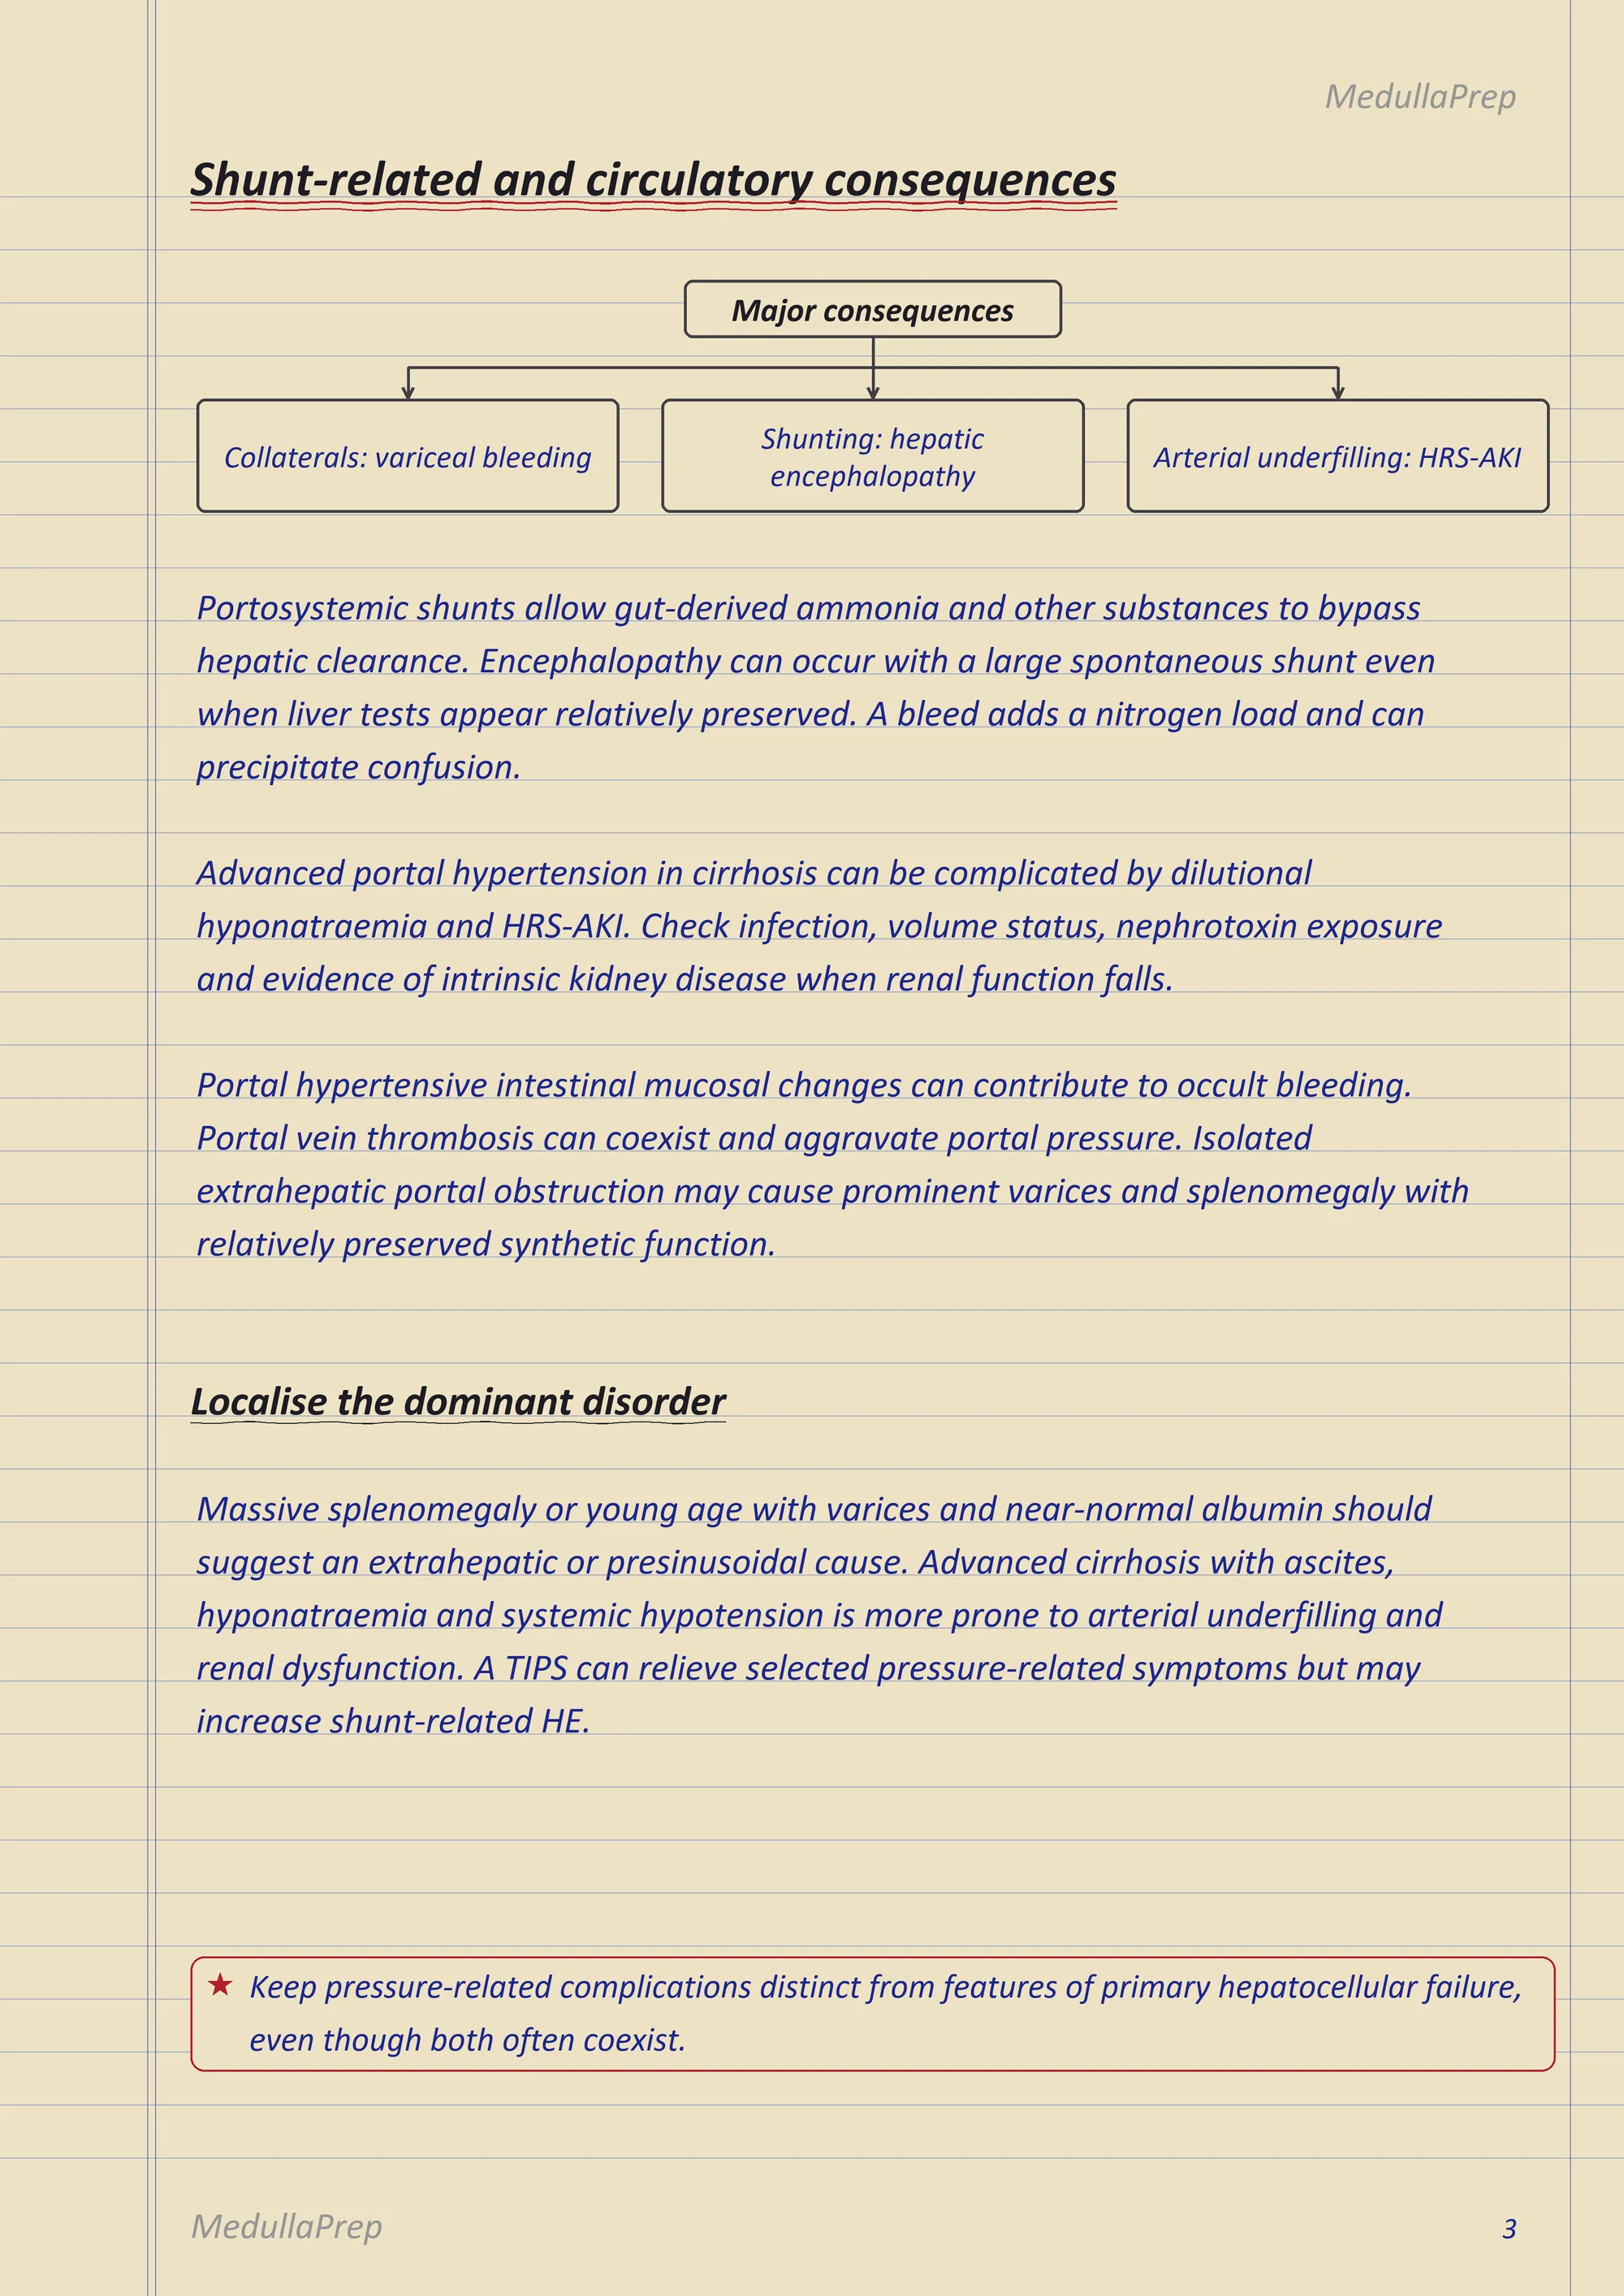 MedullaPrep
Shunt-related and circulatory consequences
Major consequences
Collaterals: variceal bleeding
Shunting: hepatic
encephalopathy
Arterial underfilling: HRS-AKI
Portosystemic shunts allow gut-derived ammonia and other substances to bypass
hepatic clearance. Encephalopathy can occur with a large spontaneous shunt even
when liver tests appear relatively preserved. A bleed adds a nitrogen load and can
precipitate confusion.
Advanced portal hypertension in cirrhosis can be complicated by dilutional
hyponatraemia and HRS-AKI. Check infection, volume status, nephrotoxin exposure
and evidence of intrinsic kidney disease when renal function falls.
Portal hypertensive intestinal mucosal changes can contribute to occult bleeding.
Portal vein thrombosis can coexist and aggravate portal pressure. Isolated
extrahepatic portal obstruction may cause prominent varices and splenomegaly with
relatively preserved synthetic function.
Localise the dominant disorder
Massive splenomegaly or young age with varices and near-normal albumin should
suggest an extrahepatic or presinusoidal cause. Advanced cirrhosis with ascites,
hyponatraemia and systemic hypotension is more prone to arterial underfilling and
renal dysfunction. A TIPS can relieve selected pressure-related symptoms but may
increase shunt-related HE.
★ Keep pressure-related complications distinct from features of primary hepatocellular failure,
even though both often coexist.
MedullaPrep
3